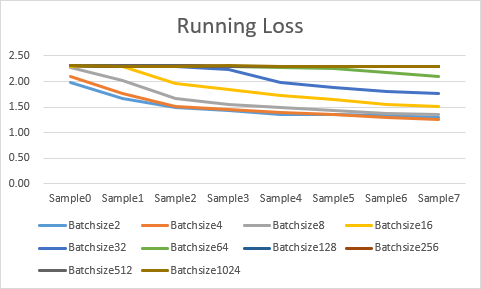 Running Loss
2.50
2.00
1.50
1.00
0.50
0.00
Sample0 Sample1 Sample2 Sample3 Sample4 Sample5 Sample6 Sample7
Batchsize2 Batchsize4 Batchsize8 Batchsize16
Batchsize32 Batchsize64 Batchsize128 Batchsize256
Batchsize512 Batchsize1024